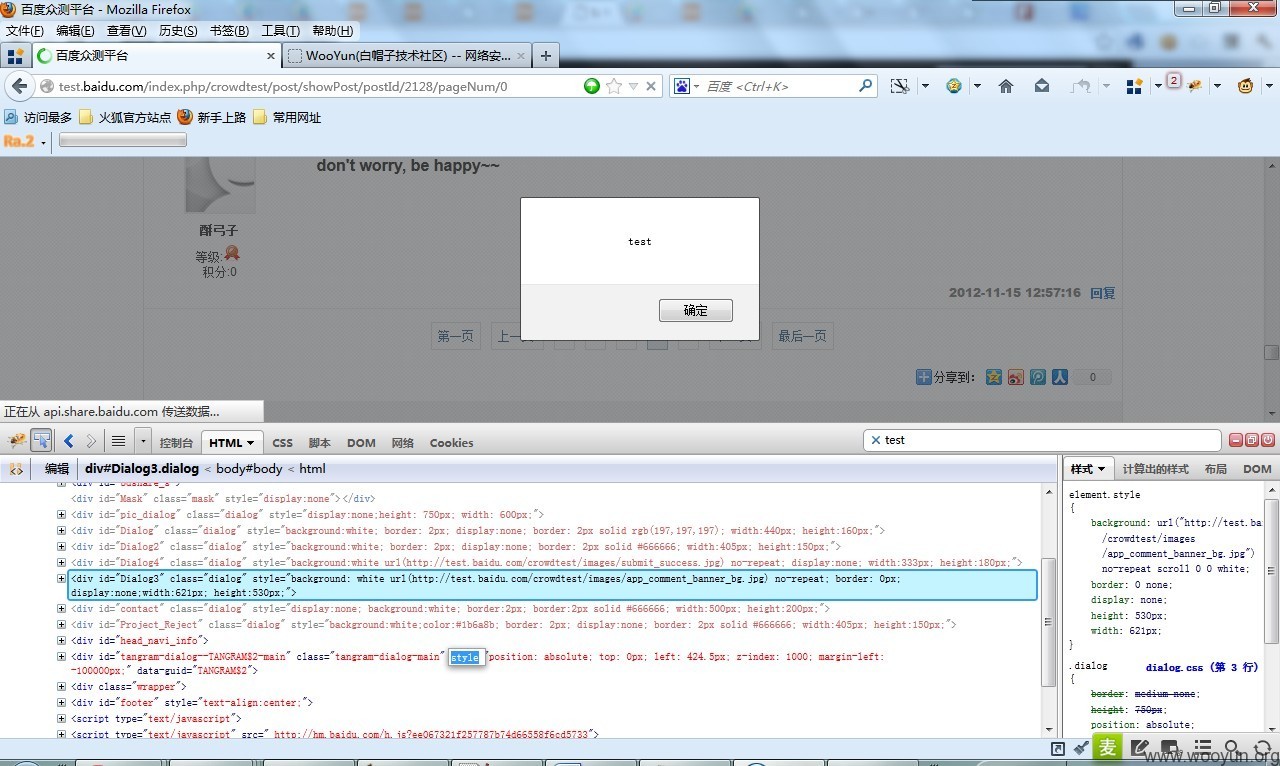 百度众测平台 - Mozilla Firefox
文件(F) 编辑(E) 查看(V) 历史(S) 书签(B) 工具(T) 帮助(H)
百度众测平台 × WooYun(白帽子技术社区) -- 网络安... × +
test.baidu.com/index.php/crowdtest/post/showPost/postId/2128/pageNum/0 百度 <Ctrl+K> 2
访问最多 火狐官方站点 新手上路 常用网址
Ra.2
don't worry, be happy~~
test
确定
酣弓子
等级:
积分:0
2012-11-15 12:57:16 回复
第一页 上一 最后一页
分享到: 0
正在从 api.share.baidu.com 传送数据...
控制台 HTML CSS 脚本 DOM 网络 Cookies test
编辑 div#Dialog3.dialog < body#body < html
样式 计算出的样式 布局 DOM
<div id="bdshare_s">
<div id="Mask" class="mask" style="display:none"></div>
<div id="pic_dialog" class="dialog" style="display:none;height: 750px; width: 600px;">
<div id="Dialog" class="dialog" style="background:white; border: 2px; display:none; border: 2px solid rgb(197,197,197); width:440px; height:160px;">
<div id="Dialog2" class="dialog" style="background:white; border: 2px; display:none; border: 2px solid #666666; width:405px; height:150px;">
<div id="Dialog4" class="dialog" style="background:white url(http://test.baidu.com/crowdtest/images/submit_success.jpg) no-repeat; display:none; width:333px; height:180px;">
<div id="Dialog3" class="dialog" style="background: white url(http://test.baidu.com/crowdtest/images/app_comment_banner_bg.jpg) no-repeat; border: 0px;
display:none;width:621px; height:530px;">
<div id="contact" class="dialog" style="display:none; background:white; border:2px; border:2px solid #666666; width:500px; height:200px;">
<div id="Project_Reject" class="dialog" style="background:white;color:#1b6a8b; border: 2px; display:none; border: 2px solid #666666; width:405px; height:150px;">
<div id="head_navi_info">
<div id="tangram-dialog--TANGRAM$2-main" class="tangram-dialog-main" style "position: absolute; top: 0px; left: 424.5px; z-index: 1000; margin-left:
-100000px;" data-guid="TANGRAM$2">
<div class="wrapper">
<div id="footer" style="text-align:center;">
<script type="text/javascript">
<script type="text/javascript" src=" http://hm.baidu.com/h.js?ee067321f257787b74d66558f6cd5733">
element.style
{
background: url("http://test.ba
/crowdtest/images
/app_comment_banner_bg.jpg")
no-repeat scroll 0 0 white;
border: 0 none;
display: none;
height: 530px;
width: 621px;
}
.dialog dialog.css (第 3 行)
{
border: medium none;
height: 750px;
position: absolute;
麦
www.wooyun.org